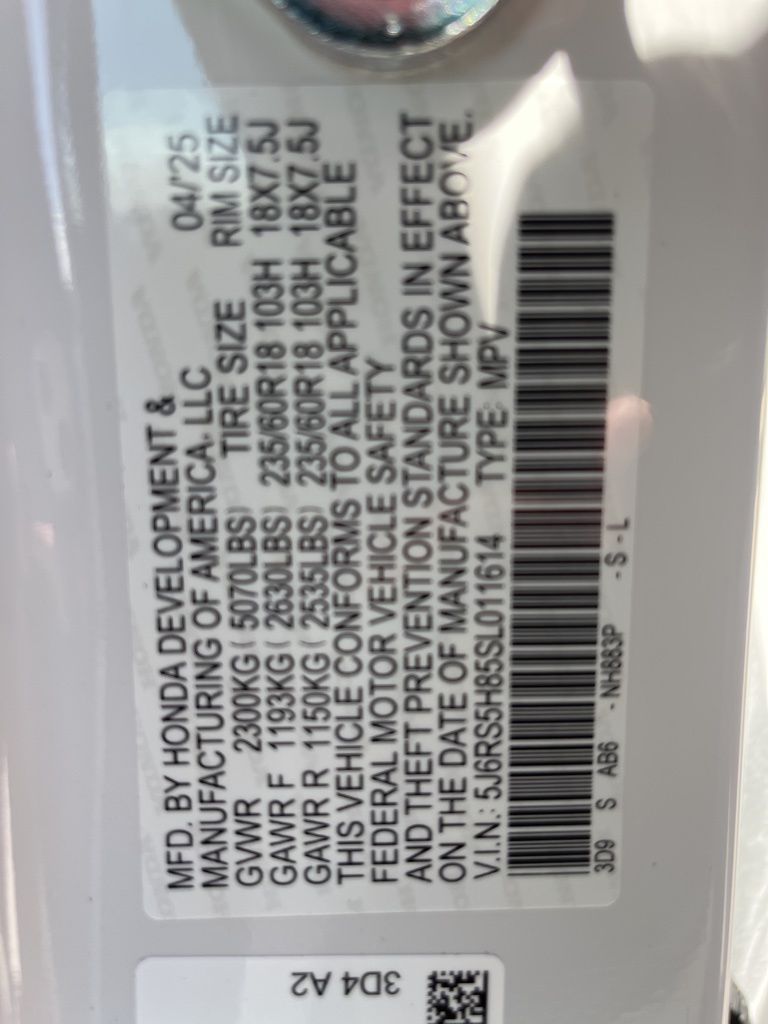 MFD. BY HONDA DEVELOPMENT &
MANUFACTURING OF AMERICA, LLC 04/'25
GVWR 2300KG ( 5070LBS) TIRE SIZE RIM SIZE
GAWR F 1193KG ( 2630LBS) 235/60R18 103H 18X7.5J
GAWR R 1150KG ( 2535LBS) 235/60R18 103H 18X7.5J
THIS VEHICLE CONFORMS TO ALL APPLICABLE
FEDERAL MOTOR VEHICLE SAFETY
AND THEFT PREVENTION STANDARDS IN EFFECT
ON THE DATE OF MANUFACTURE SHOWN ABOVE.
V.I.N.: 5J6RS5H85SL011614 TYPE: MPV
3D9 S AB6 -NH883P -S-L
3D4 A2